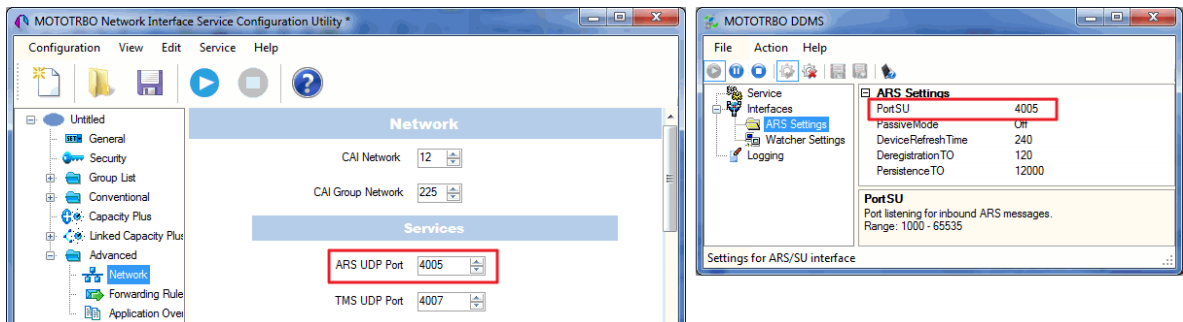 MOTOTRBO Network Interface Service Configuration Utility *
Configuration View Edit Service Help
Untitled
General
Security
Group List
Conventional
Capacity Plus
Linked Capacity Plus
Advanced
Network
Forwarding Rule
Application Over
Network
CAI Network 12
CAI Group Network 225
Services
ARS UDP Port 4005
TMS UDP Port 4007
MOTOTRBO DDMS
File Action Help
Service
Interfaces
ARS Settings
Watcher Settings
Logging
ARS Settings
PortSU 4005
PassiveMode Off
DeviceRefreshTime 240
DeregistrationTO 120
PersistenceTO 12000
PortSU
Port listening for inbound ARS messages.
Range: 1000 - 65535
Settings for ARS/SU interface